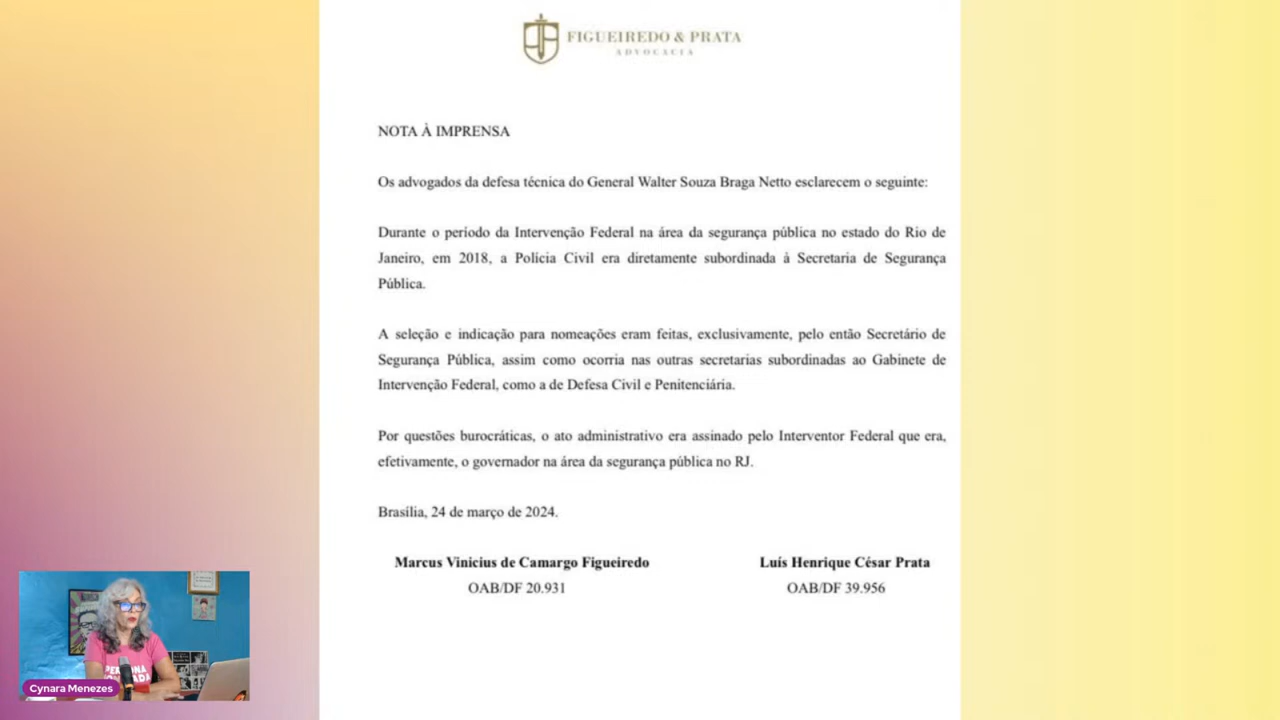 FIGUEIREDO & PRATA
ADVOCACIA
NOTA À IMPRENSA
Os advogados da defesa técnica do General Walter Souza Braga Netto esclarecem o seguinte:
Durante o período da Intervenção Federal na área da segurança pública no estado do Rio de
Janeiro, em 2018, a Polícia Civil era diretamente subordinada à Secretaria de Segurança
Pública.
A seleção e indicação para nomeações eram feitas, exclusivamente, pelo então Secretário de
Segurança Pública, assim como ocorria nas outras secretarias subordinadas ao Gabinete de
Intervenção Federal, como a de Defesa Civil e Penitenciária.
Por questões burocráticas, o ato administrativo era assinado pelo Interventor Federal que era,
efetivamente, o governador na área da segurança pública no RJ.
Brasília, 24 de março de 2024.
Marcus Vinicius de Camargo Figueiredo
OAB/DF 20.931
Luís Henrique César Prata
OAB/DF 39.956
Cynara Menezes